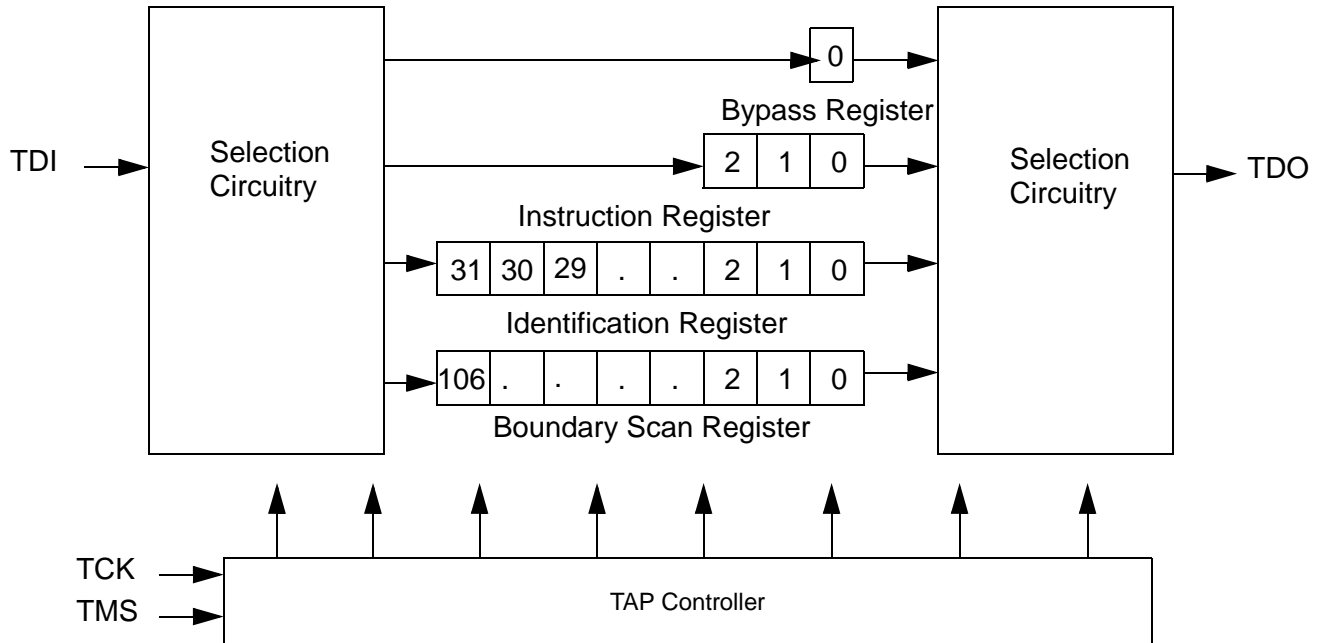 0
Bypass Register
TDI
Selection
Circuitry
2 1 0
Selection
Circuitry
TDO
Instruction Register
31 30 29 . . 2 1 0
Identification Register
106 . . . . 2 1 0
Boundary Scan Register
TCK
TMS
TAP Controller